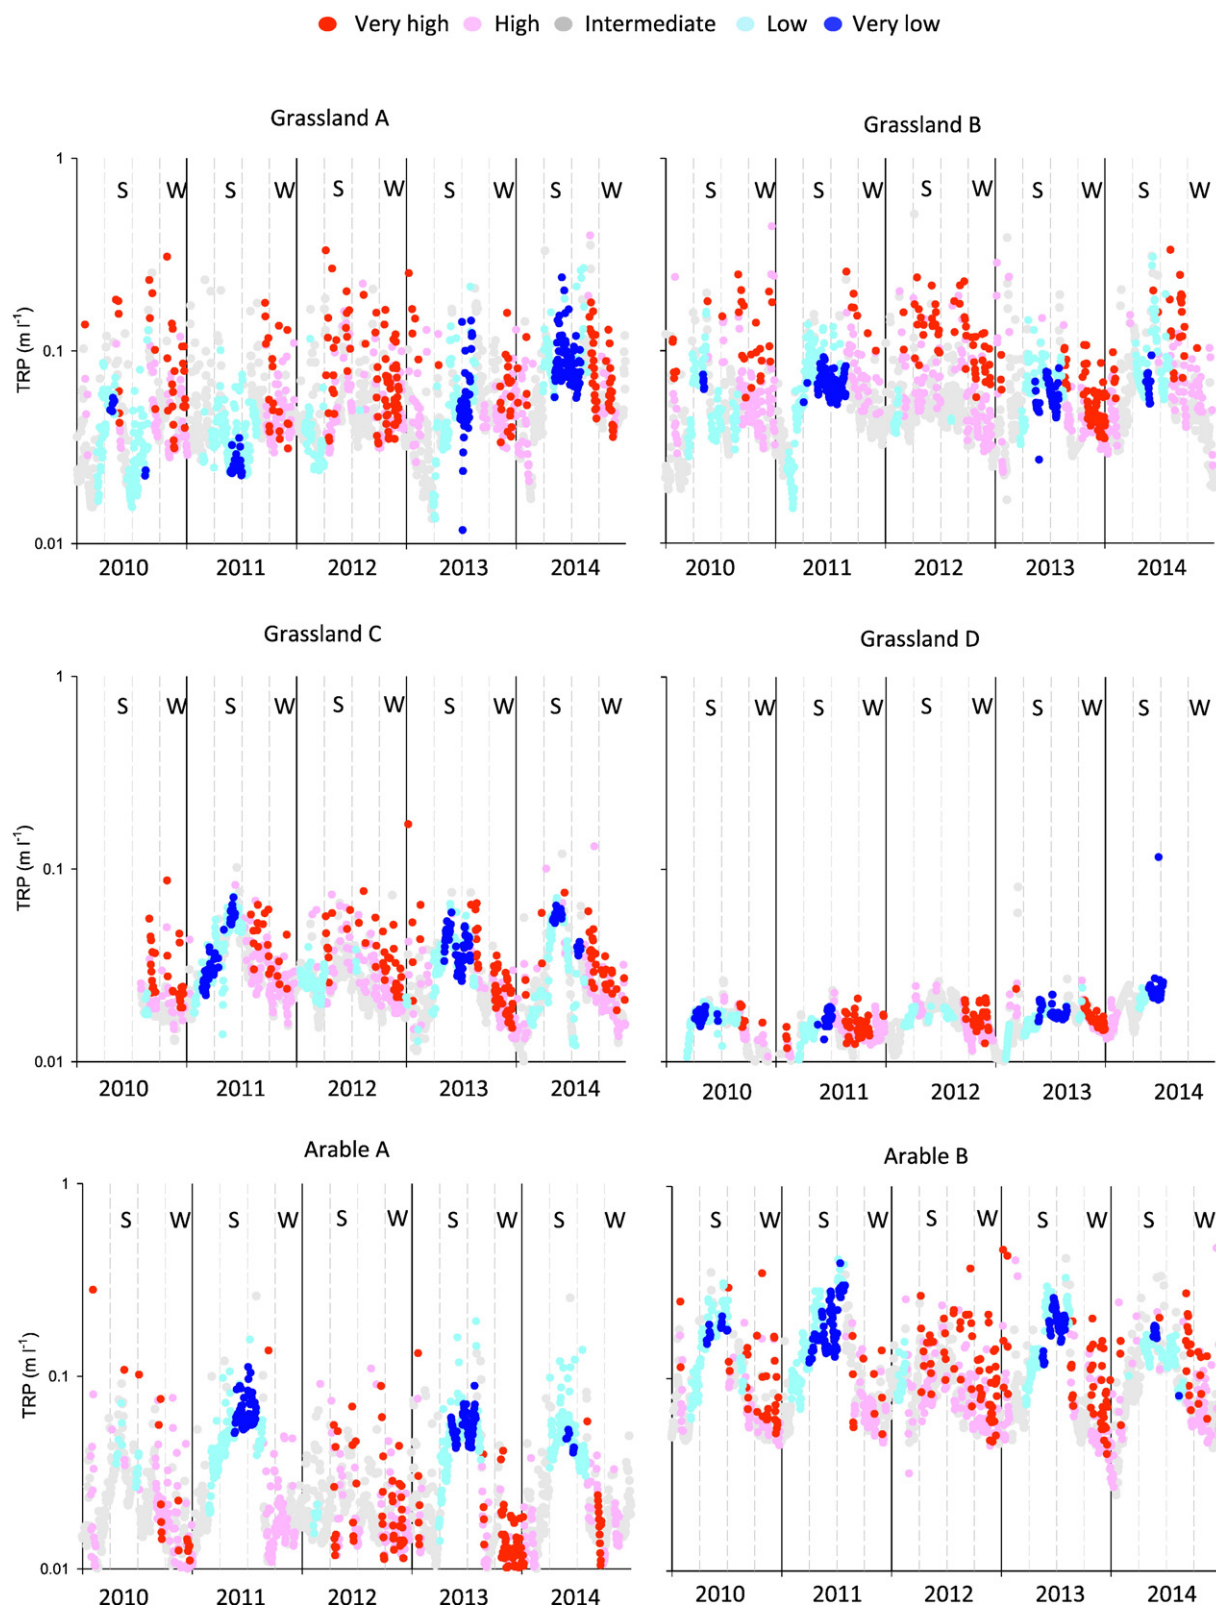 Very high High Intermediate Low Very low
Grassland A
Grassland B
1
S W S W S W S W S W
S W S W S W S W S W
TRP (m l⁻¹)
0.1
0.01
2010 2011 2012 2013 2014
2010 2011 2012 2013 2014
Grassland C
Grassland D
1
S W S W S W S W S W
S W S W S W S W S W
TRP (m l⁻¹)
0.1
0.01
2010 2011 2012 2013 2014
2010 2011 2012 2013 2014
Arable A
Arable B
1
S W S W S W S W S W
S W S W S W S W S W
TRP (m l⁻¹)
0.1
0.01
2010 2011 2012 2013 2014
2010 2011 2012 2013 2014